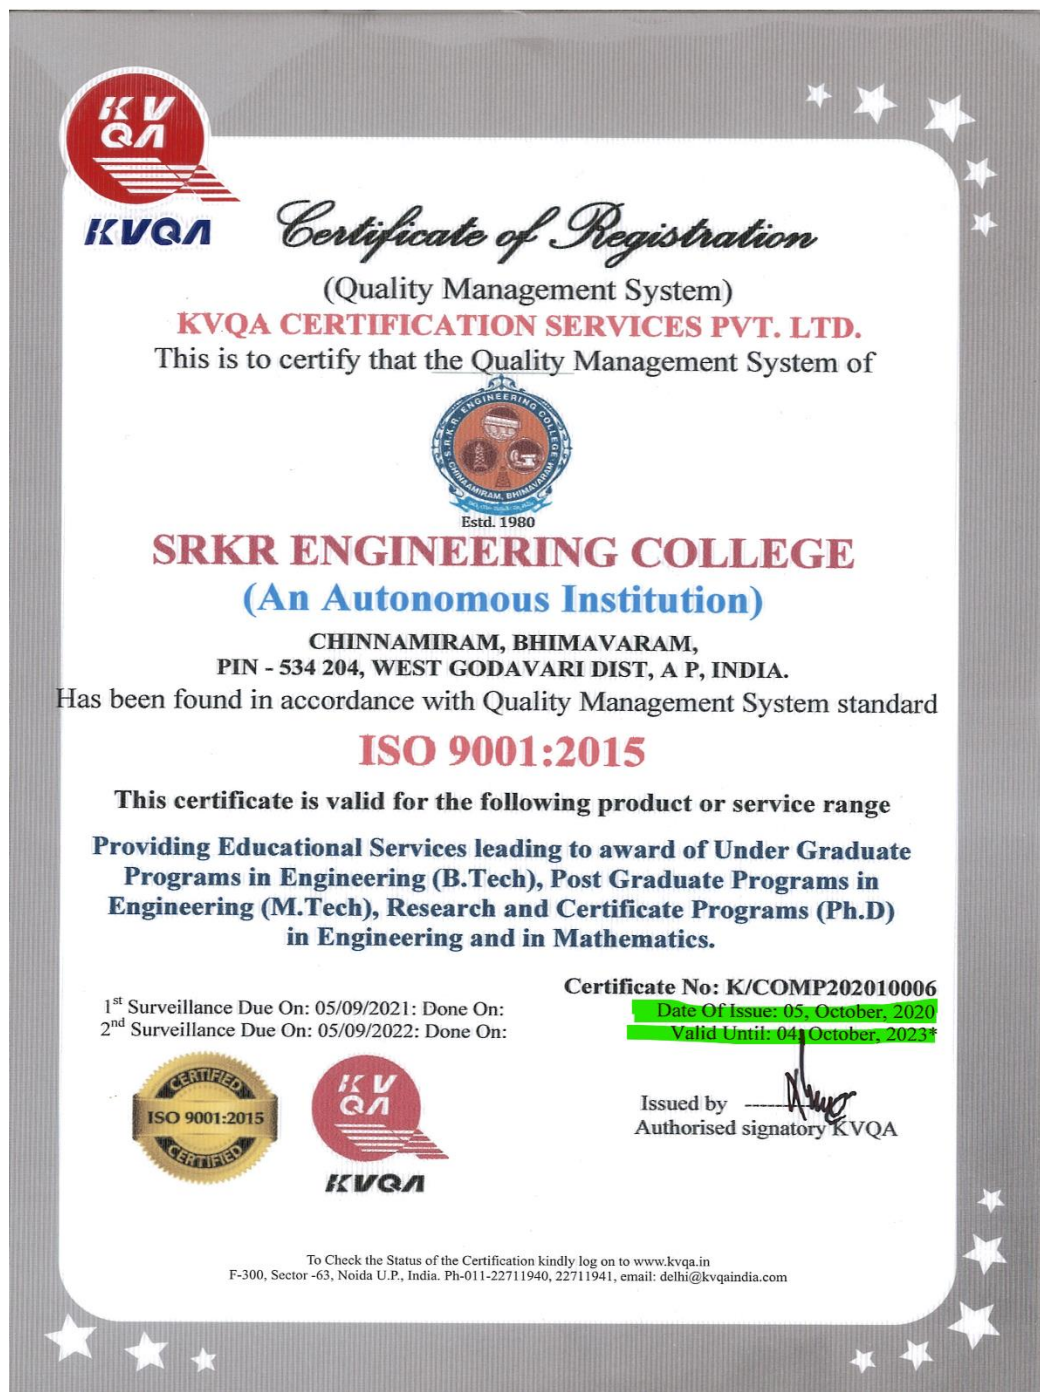 KV
QA
KVQA
Certificate of Registration
(Quality Management System)
KVQA CERTIFICATION SERVICES PVT. LTD.
This is to certify that the Quality Management System of
S.R.K.R. ENGINEERING COLLEGE
CHINAAMIRAM, BHIMAVARAM
Estd. 1980
SRKR ENGINEERING COLLEGE
(An Autonomous Institution)
CHINNAMIRAM, BHIMAVARAM,
PIN - 534 204, WEST GODAVARI DIST, A P, INDIA.
Has been found in accordance with Quality Management System standard
ISO 9001:2015
This certificate is valid for the following product or service range
Providing Educational Services leading to award of Under Graduate
Programs in Engineering (B.Tech), Post Graduate Programs in
Engineering (M.Tech), Research and Certificate Programs (Ph.D)
in Engineering and in Mathematics.
Certificate No: K/COMP202010006
1st Surveillance Due On: 05/09/2021: Done On:
Date Of Issue: 05, October, 2020
2nd Surveillance Due On: 05/09/2022: Done On:
Valid Until: 04, October, 2023*
CERTIFIED
ISO 9001:2015
CERTIFIED
KV
QA
KVQA
Issued by ---------
Authorised signatory KVQA
To Check the Status of the Certification kindly log on to www.kvqa.in
F-300, Sector -63, Noida U.P., India. Ph-011-22711940, 22711941, email: delhi@kvqaindia.com